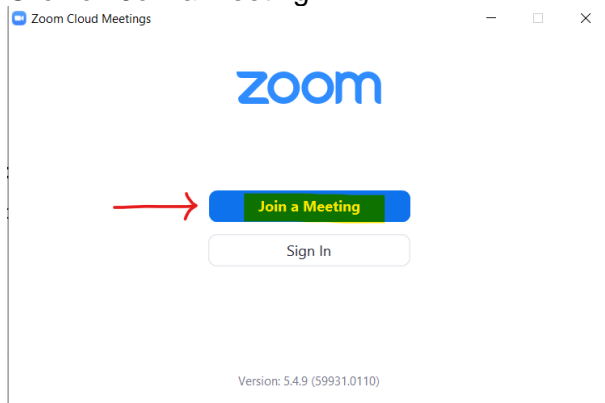 Zoom Cloud Meetings
zoom
Join a Meeting
Sign In
Version: 5.4.9 (59931.0110)